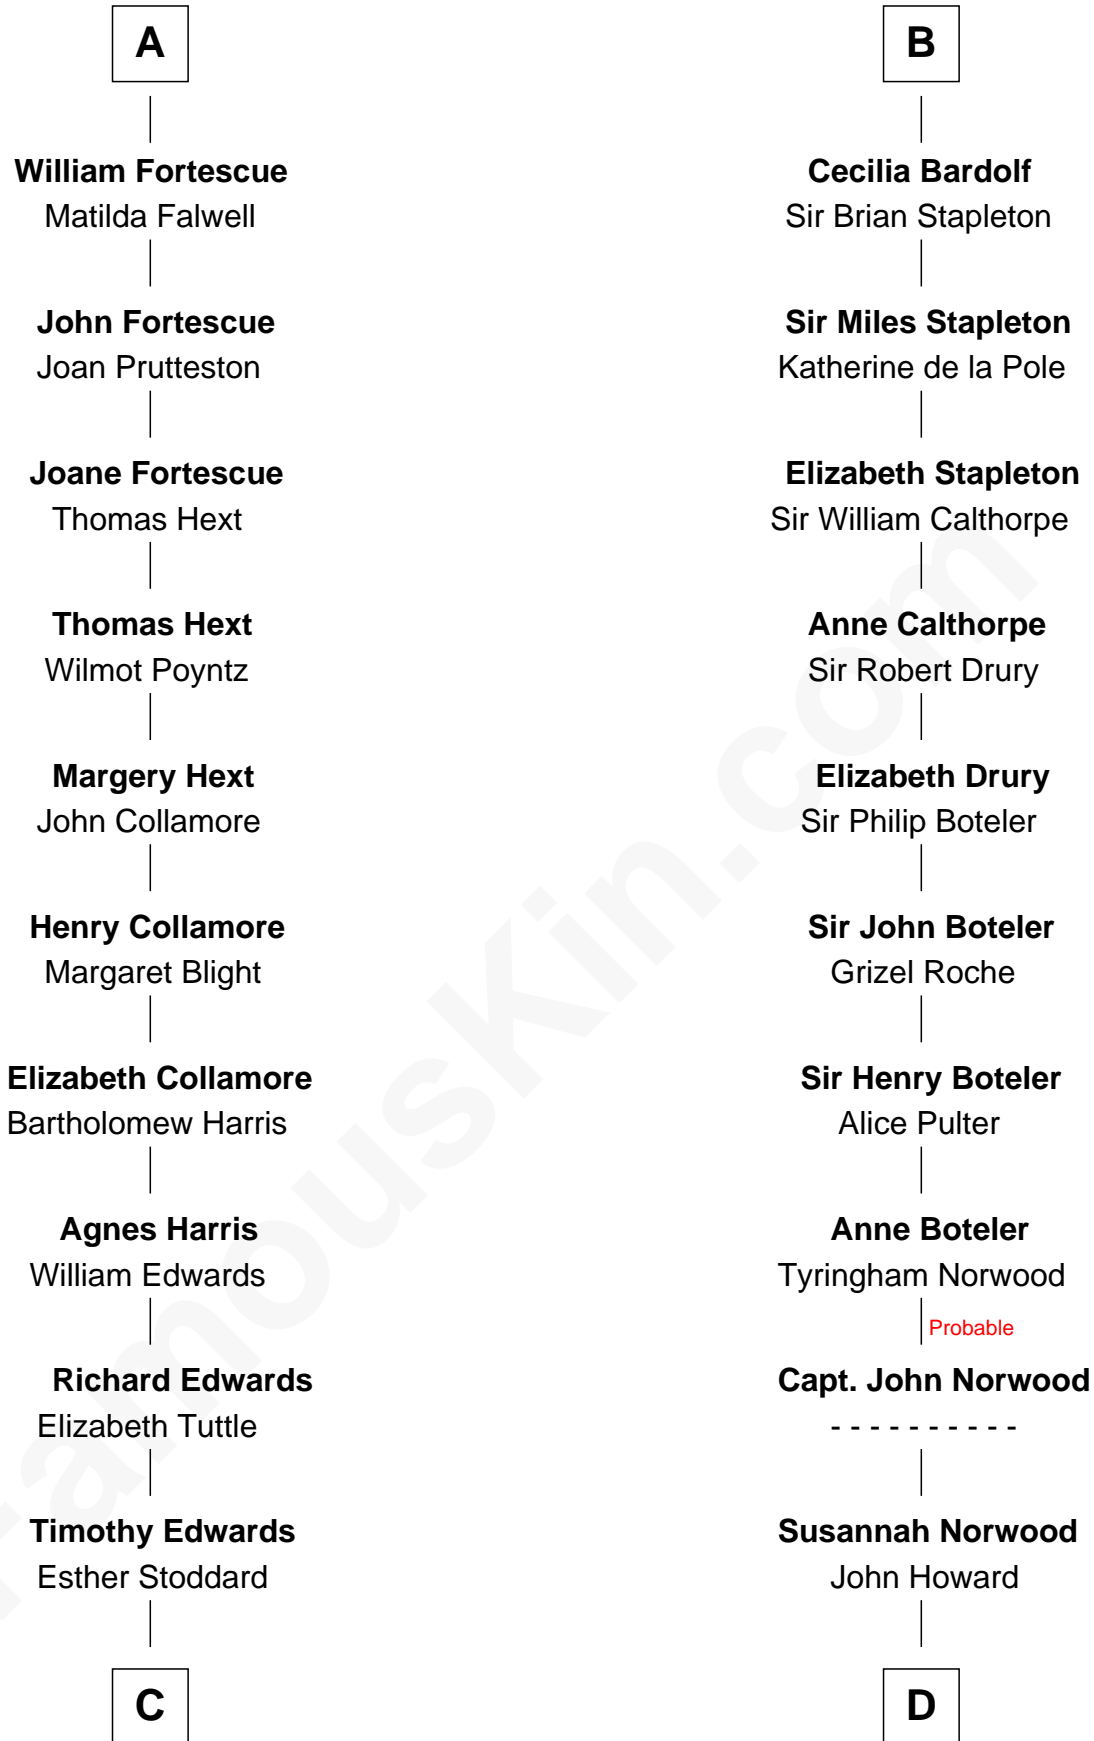 A
William Fortescue
Matilda Falwell
John Fortescue
Joan Prutteston
Joane Fortescue
Thomas Hext
Thomas Hext
Wilmot Poyntz
Margery Hext
John Collamore
Henry Collamore
Margaret Blight
Elizabeth Collamore
Bartholomew Harris
Agnes Harris
William Edwards
Richard Edwards
Elizabeth Tuttle
Timothy Edwards
Esther Stoddard
C
B
Cecilia Bardolf
Sir Brian Stapleton
Sir Miles Stapleton
Katherine de la Pole
Elizabeth Stapleton
Sir William Calthorpe
Anne Calthorpe
Sir Robert Drury
Elizabeth Drury
Sir Philip Boteler
Sir John Boteler
Grizel Roche
Sir Henry Boteler
Alice Pulter
Anne Boteler
Tyringham Norwood
Probable
Capt. John Norwood
- - - - - - - - - -
Susannah Norwood
John Howard
D
FamousKin.com